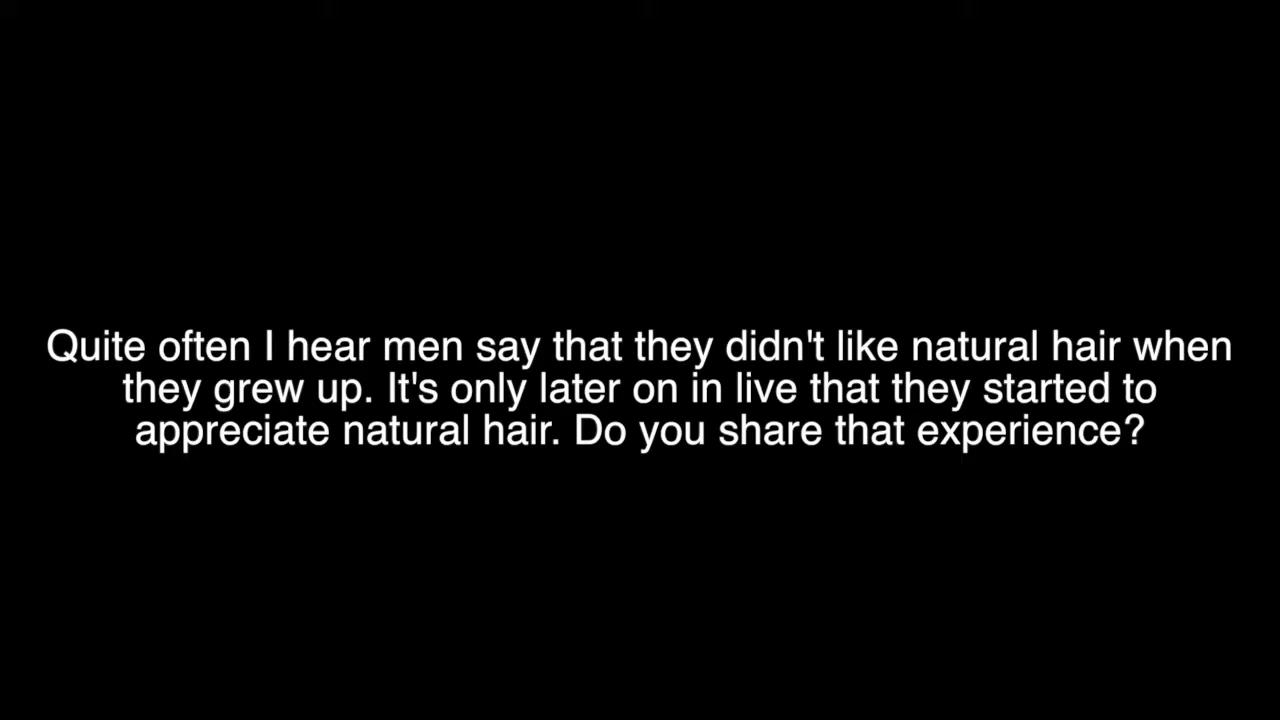 Quite often I hear men say that they didn't like natural hair when
they grew up. It's only later on in live that they started to
appreciate natural hair. Do you share that experience?